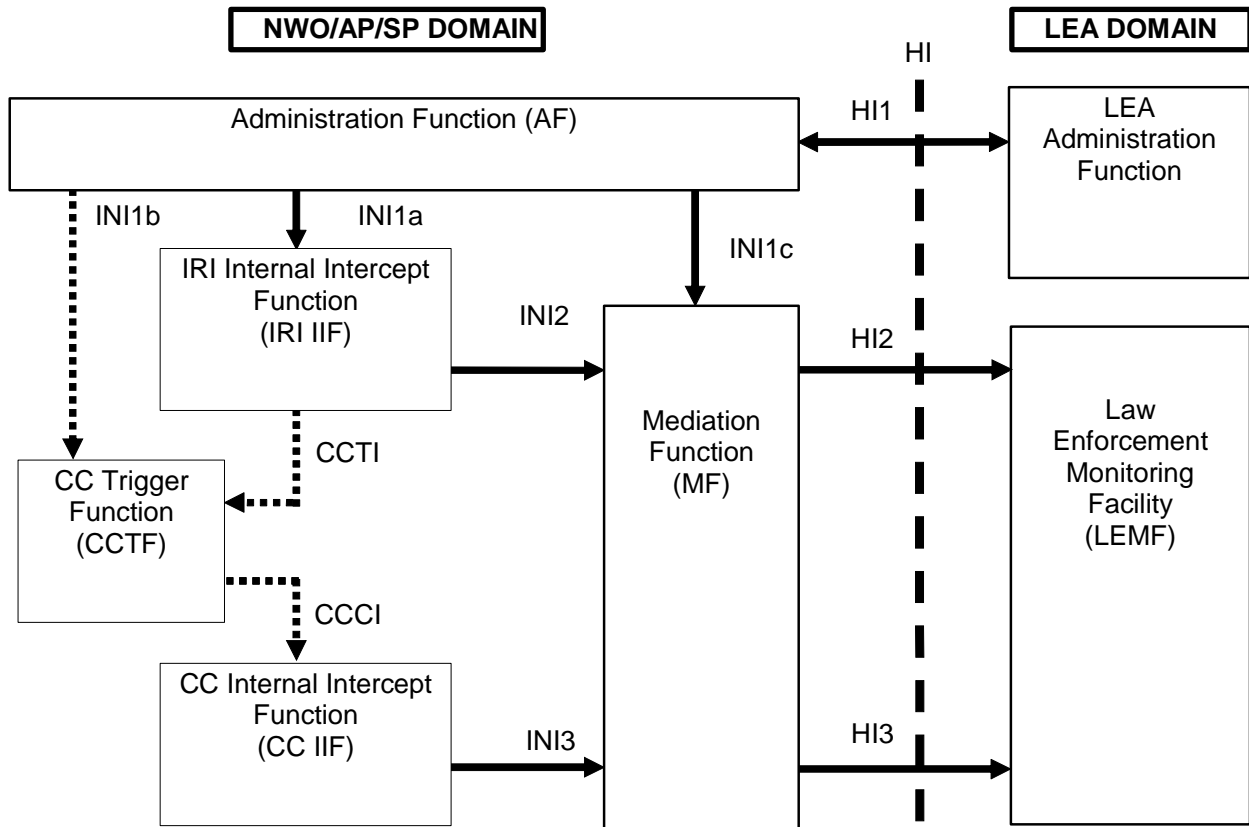 NWO/AP/SP DOMAIN
LEA DOMAIN
HI
Administration Function (AF)
HI1
LEA
Administration
Function
INI1b
INI1a
INI1c
IRI Internal Intercept
Function
(IRI IIF)
INI2
HI2
Mediation
Function
(MF)
Law
Enforcement
Monitoring
Facility
(LEMF)
CCTI
CC Trigger
Function
(CCTF)
CCCI
CC Internal Intercept
Function
(CC IIF)
INI3
HI3